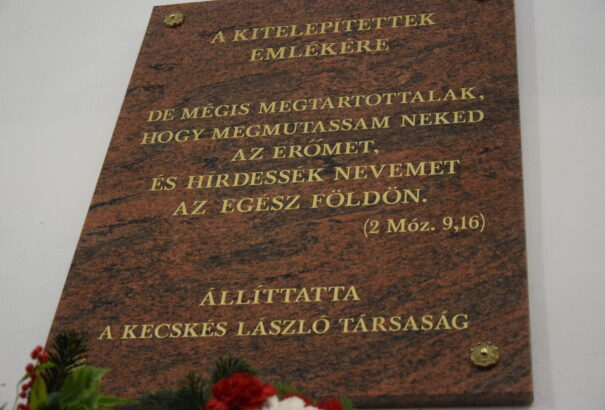 A KITELEPÍTETTEK
EMLÉKÉRE
DE MÉGIS MEGTARTOTTALAK,
HOGY MEGMUTASSAM NEKED
AZ ERŐMET,
ÉS HÍRDESSÉK NEVEMET
AZ EGÉSZ FÖLDÖN.
(2 Móz. 9,16)
ÁLLÍTTATTA
A KECSKÉS LÁSZLÓ TÁRSASÁG